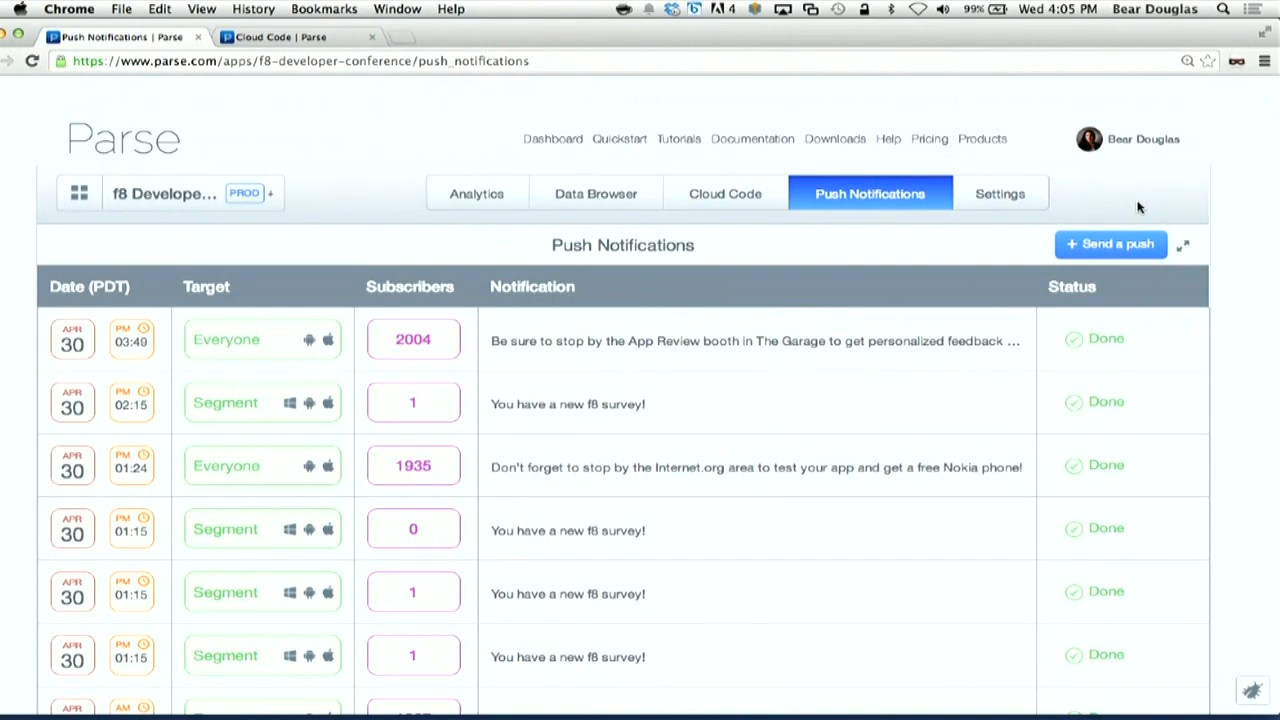 Chrome File Edit View History Bookmarks Window Help 4 99% Wed 4:05 PM Bear Douglas
Push Notifications | Parse × Cloud Code | Parse ×
https://www.parse.com/apps/f8-developer-conference/push_notifications
Parse
Dashboard Quickstart Tutorials Documentation Downloads Help Pricing Products Bear Douglas
f8 Develope... PROD Analytics Data Browser Cloud Code Push Notifications Settings
Push Notifications + Send a push
Date (PDT) Target Subscribers Notification Status
APR 30 PM 03:49 Everyone 2004 Be sure to stop by the App Review booth in The Garage to get personalized feedback ... Done
APR 30 PM 02:15 Segment 1 You have a new f8 survey! Done
APR 30 PM 01:24 Everyone 1935 Don't forget to stop by the Internet.org area to test your app and get a free Nokia phone! Done
APR 30 PM 01:15 Segment 0 You have a new f8 survey! Done
APR 30 PM 01:15 Segment 1 You have a new f8 survey! Done
APR 30 PM 01:15 Segment 1 You have a new f8 survey! Done
APR AM